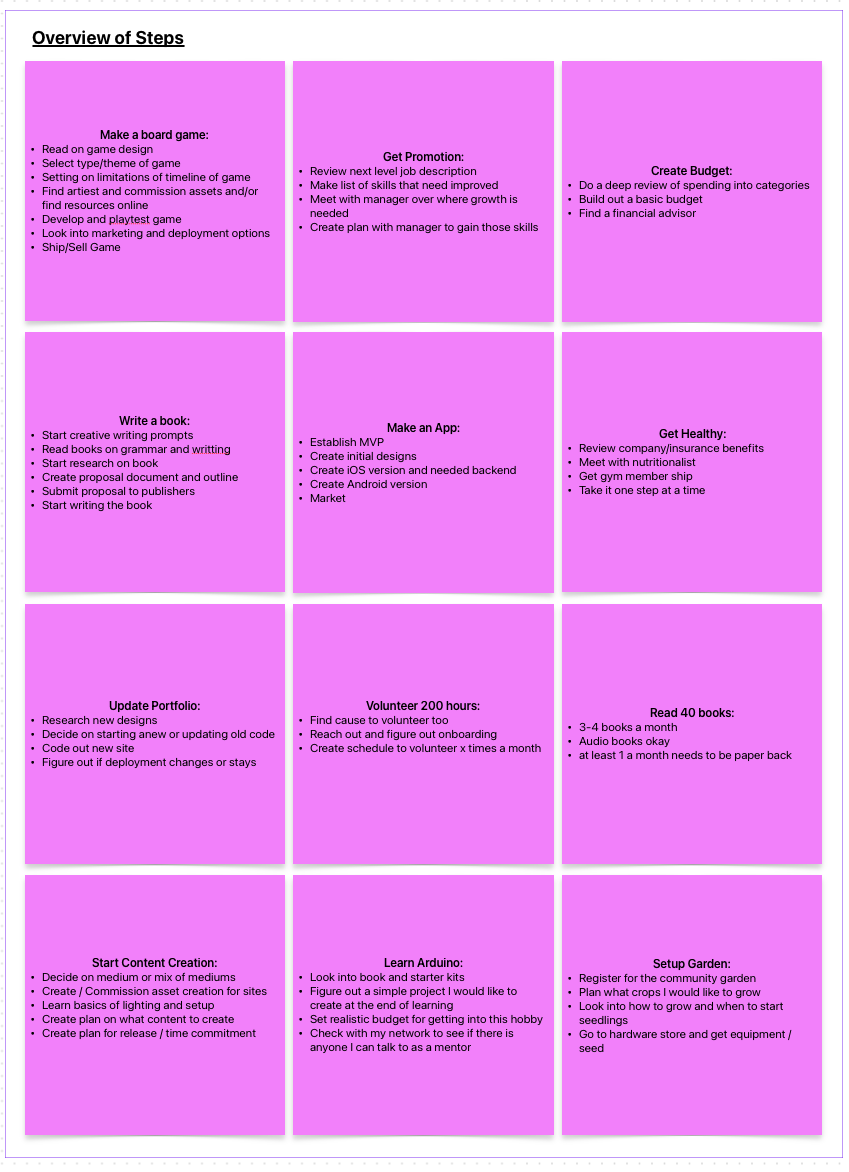 Overview of Steps
Make a board game:
• Read on game design
• Select type/theme of game
• Setting on limitations of timeline of game
• Find artiest and commission assets and/or
find resources online
• Develop and playtest game
• Look into marketing and deployment options
• Ship/Sell Game
Get Promotion:
• Review next level job description
• Make list of skills that need improved
• Meet with manager over where growth is
needed
• Create plan with manager to gain those skills
Create Budget:
• Do a deep review of spending into categories
• Build out a basic budget
• Find a financial advisor
Write a book:
• Start creative writing prompts
• Read books on grammar and writting
• Start research on book
• Create proposal document and outline
• Submit proposal to publishers
• Start writing the book
Make an App:
• Establish MVP
• Create initial designs
• Create iOS version and needed backend
• Create Android version
• Market
Get Healthy:
• Review company/insurance benefits
• Meet with nutritionalist
• Get gym member ship
• Take it one step at a time
Update Portfolio:
• Research new designs
• Decide on starting anew or updating old code
• Code out new site
• Figure out if deployment changes or stays
Volunteer 200 hours:
• Find cause to volunteer too
• Reach out and figure out onboarding
• Create schedule to volunteer x times a month
Read 40 books:
• 3-4 books a month
• Audio books okay
• at least 1 a month needs to be paper back
Start Content Creation:
• Decide on medium or mix of mediums
• Create / Commission asset creation for sites
• Learn basics of lighting and setup
• Create plan on what content to create
• Create plan for release / time commitment
Learn Arduino:
• Look into book and starter kits
• Figure out a simple project I would like to
create at the end of learning
• Set realistic budget for getting into this hobby
• Check with my network to see if there is
anyone I can talk to as a mentor
Setup Garden:
• Register for the community garden
• Plan what crops I would like to grow
• Look into how to grow and when to start
seedlings
• Go to hardware store and get equipment /
seed